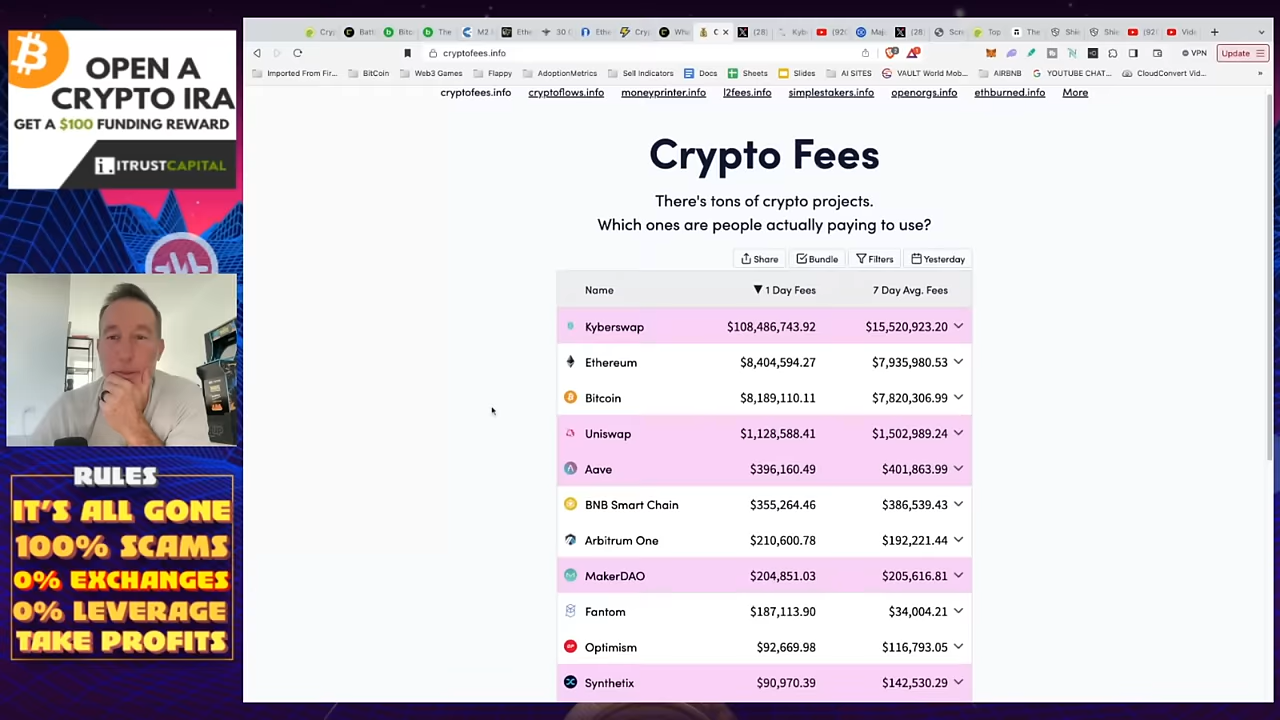 OPEN A
CRYPTO IRA
GET A $100 FUNDING REWARD
ITRUSTCAPITAL
RULES
IT'S ALL GONE
100% SCAMS
0% EXCHANGES
0% LEVERAGE
TAKE PROFITS
cryptofees.info
VPN
Update
Imported From Fir...
BitCoin
Web3 Games
Flappy
AdoptionMetrics
Sell Indicators
Docs
Sheets
Slides
AI SITES
VAULT World Mob...
AIRBNB
YOUTUBE CHAT...
CloudConvert Vid...
cryptofees.info cryptoflows.info moneyprinter.info l2fees.info simplestakers.info openorgs.info ethburned.info More
Crypto Fees
There's tons of crypto projects.
Which ones are people actually paying to use?
Share Bundle Filters Yesterday
Name 1 Day Fees 7 Day Avg. Fees
Kyberswap $108,486,743.92 $15,520,923.20
Ethereum $8,404,594.27 $7,935,980.53
Bitcoin $8,189,110.11 $7,820,306.99
Uniswap $1,128,588.41 $1,502,989.24
Aave $396,160.49 $401,863.99
BNB Smart Chain $355,264.46 $386,539.43
Arbitrum One $210,600.78 $192,221.44
MakerDAO $204,851.03 $205,616.81
Fantom $187,113.90 $34,004.21
Optimism $92,669.98 $116,793.05
Synthetix $90,970.39 $142,530.29